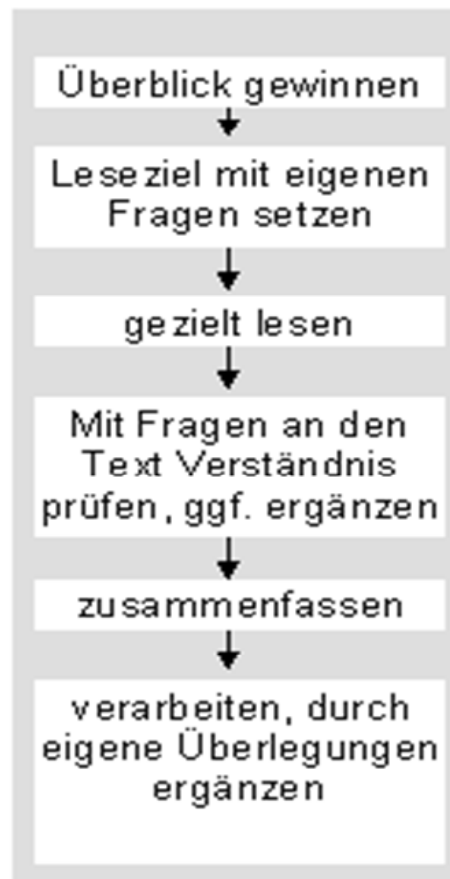 Überblick gewinnen
Leseziel mit eigenen
Fragen setzen
gezielt lesen
Mit Fragen an den
Text Verständnis
prüfen, ggf. ergänzen
zusammenfassen
verarbeiten, durch
eigene Überlegungen
ergänzen